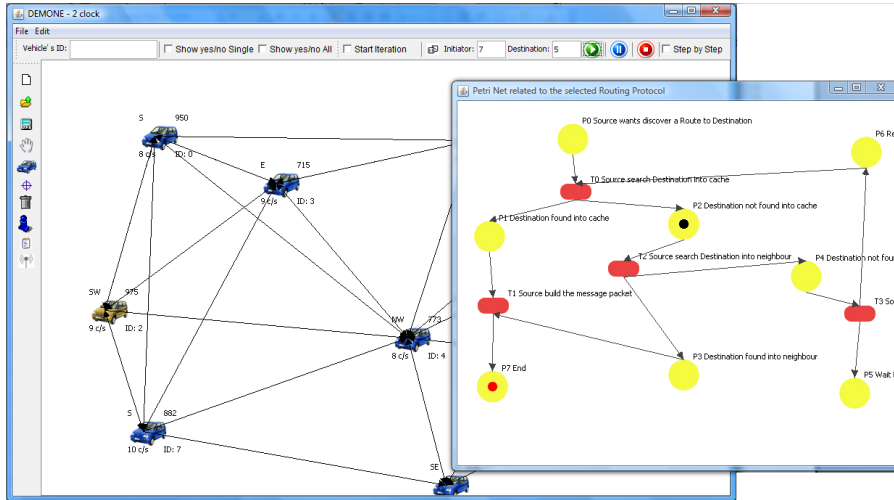 DEMONE - 2 clock
File Edit
Vehicle' s ID: Show yes/no Single Show yes/no All Start Iteration Initiator: 7 Destination: 5 Step by Step
Petri Net related to the selected Routing Protocol
S 950
8 c/s ID: 0
E 715
9 c/s ID: 3
SW 975
9 c/s ID: 2
NW 773
8 c/s ID: 4
S 882
10 c/s ID: 7
SE
P0 Source wants discover a Route to Destination
P6 Re
T0 Source search Destination into cache
P1 Destination found into cache
P2 Destination not found into cache
T2 Source search Destination into neighbour
P4 Destination not fou
T1 Source build the message packet
T3 So
P3 Destination found into neighbour
P7 End
P5 Wait